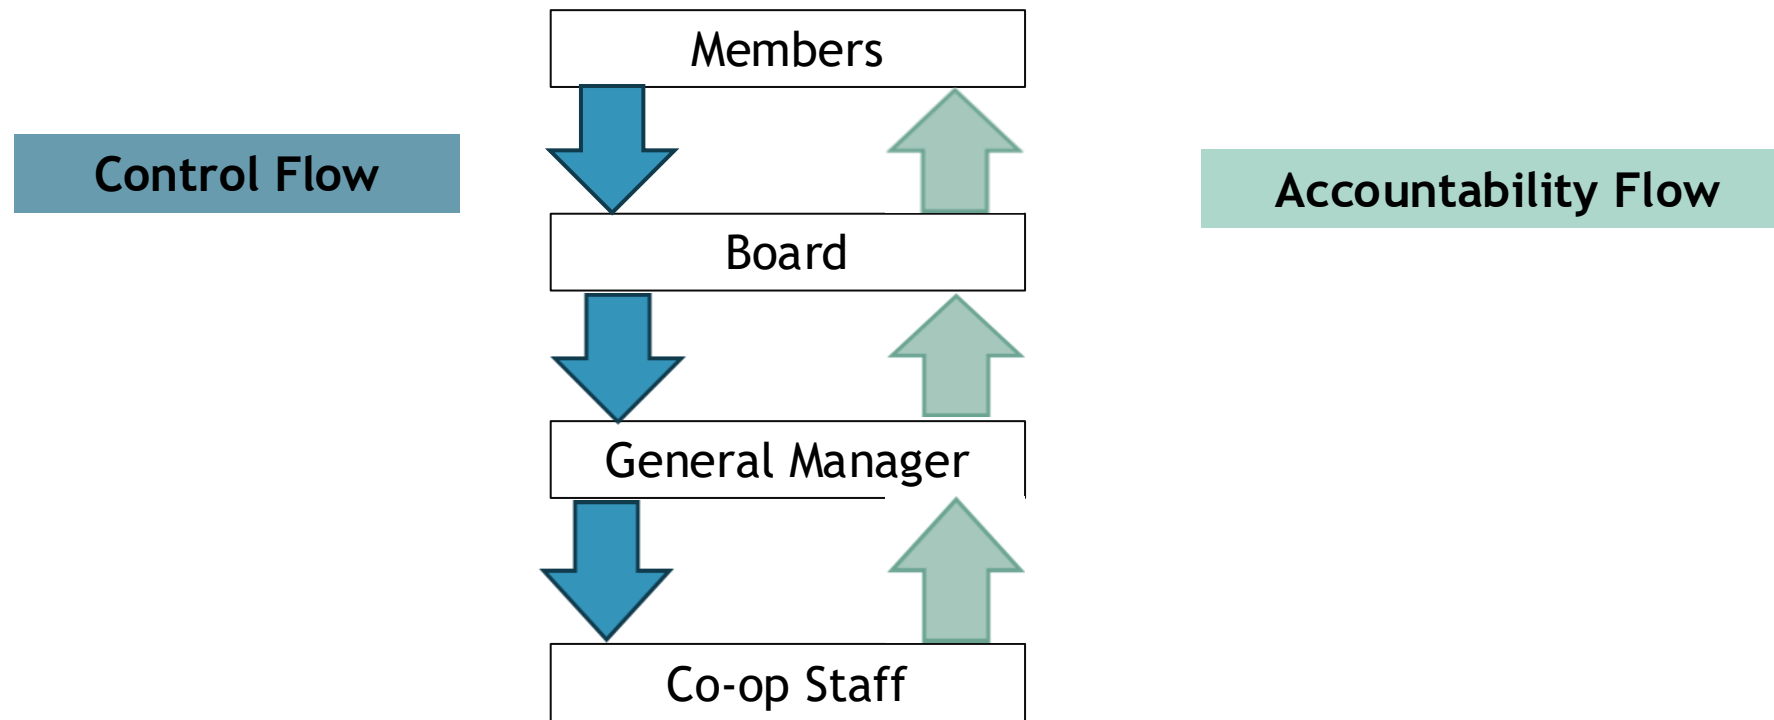 Members
Control Flow
Accountability Flow
Board
General Manager
Co-op Staff